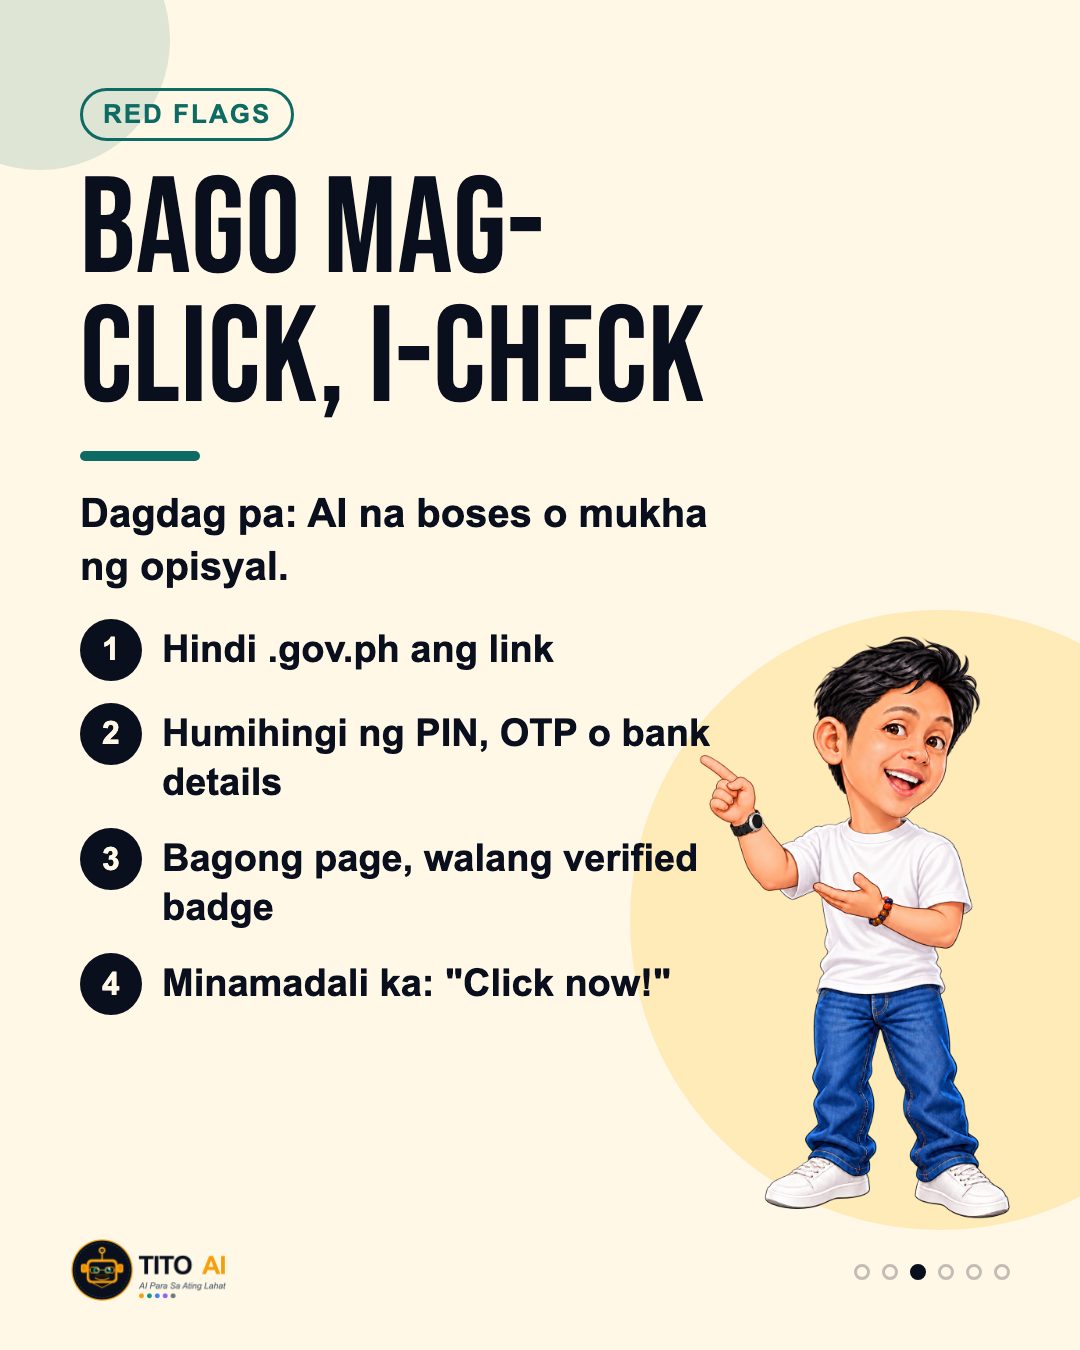 RED FLAGS
BAGO MAG-
CLICK, I-CHECK
Dagdag pa: AI na boses o mukha
ng opisyal.
1 Hindi .gov.ph ang link
2 Humihingi ng PIN, OTP o bank
details
3 Bagong page, walang verified
badge
4 Minamadali ka: "Click now!"
TITO AI
AI Para Sa Ating Lahat